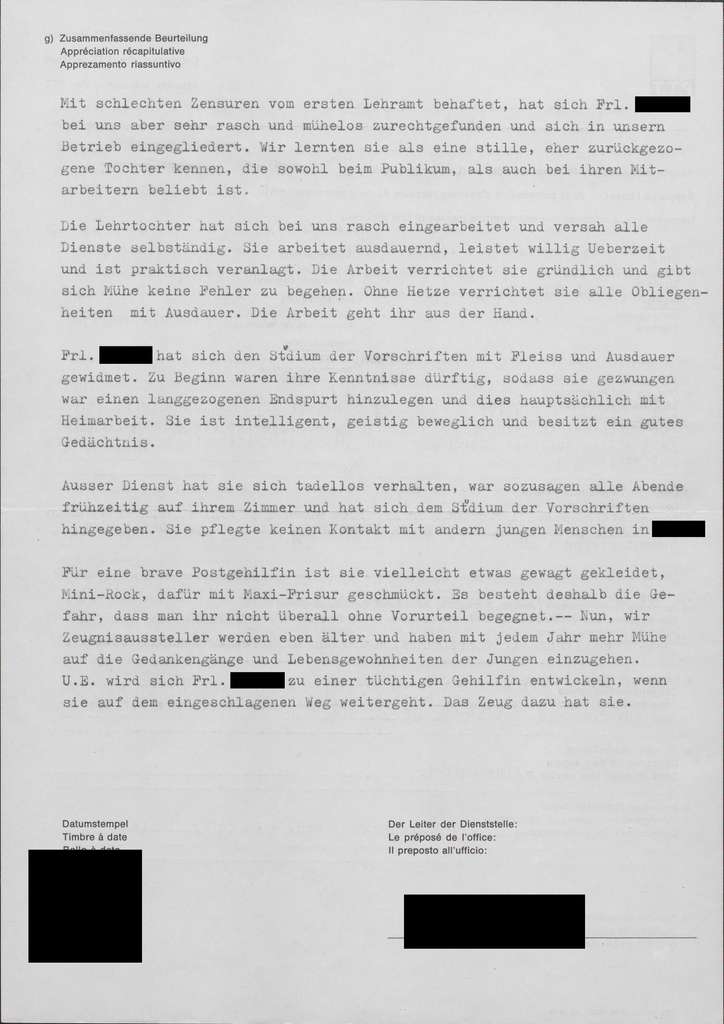 g) Zusammenfassende Beurteilung
Appréciation récapitulative
Apprezamento riassuntivo
Mit schlechten Zensuren vom ersten Lehramt behaftet, hat sich Frl.
bei uns aber sehr rasch und mühelos zurechtgefunden und sich in unsern
Betrieb eingegliedert. Wir lernten sie als eine stille, eher zurückgezo-
gene Tochter kennen, die sowohl beim Publikum, als auch bei ihren Mit-
arbeitern beliebt ist.
Die Lehrtochter hat sich bei uns rasch eingearbeitet und versah alle
Dienste selbständig. Sie arbeitet ausdauernd, leistet willig Ueberzeit
und ist praktisch veranlagt. Die Arbeit verrichtet sie gründlich und gibt
sich Mühe keine Fehler zu begehen. Ohne Hetze verrichtet sie alle Obliegen-
heiten mit Ausdauer. Die Arbeit geht ihr aus der Hand.
Frl. hat sich den Studium der Vorschriften mit Fleiss und Ausdauer
gewidmet. Zu Beginn waren ihre Kenntnisse dürftig, sodass sie gezwungen
war einen langgezogenen Endspurt hinzulegen und dies hauptsächlich mit
Heimarbeit. Sie ist intelligent, geistig beweglich und besitzt ein gutes
Gedächtnis.
Ausser Dienst hat sie sich tadellos verhalten, war sozusagen alle Abende
frühzeitig auf ihrem Zimmer und hat sich dem Studium der Vorschriften
hingegeben. Sie pflegte keinen Kontakt mit andern jungen Menschen in
Für eine brave Postgehilfin ist sie vielleicht etwas gewagt gekleidet,
Mini-Rock, dafür mit Maxi-Frisur geschmückt. Es besteht deshalb die Ge-
fahr, dass man ihr nicht überall ohne Vorurteil begegnet.-- Nun, wir
Zeugnisaussteller werden eben älter und haben mit jedem Jahr mehr Mühe
auf die Gedankengänge und Lebensgewohnheiten der Jungen einzugehen.
U.E. wird sich Frl. zu einer tüchtigen Gehilfin entwickeln, wenn
sie auf dem eingeschlagenen Weg weitergeht. Das Zeug dazu hat sie.
Datumstempel
Timbre à date
Der Leiter der Dienststelle:
Le préposé de l'office:
Il preposto all'ufficio: